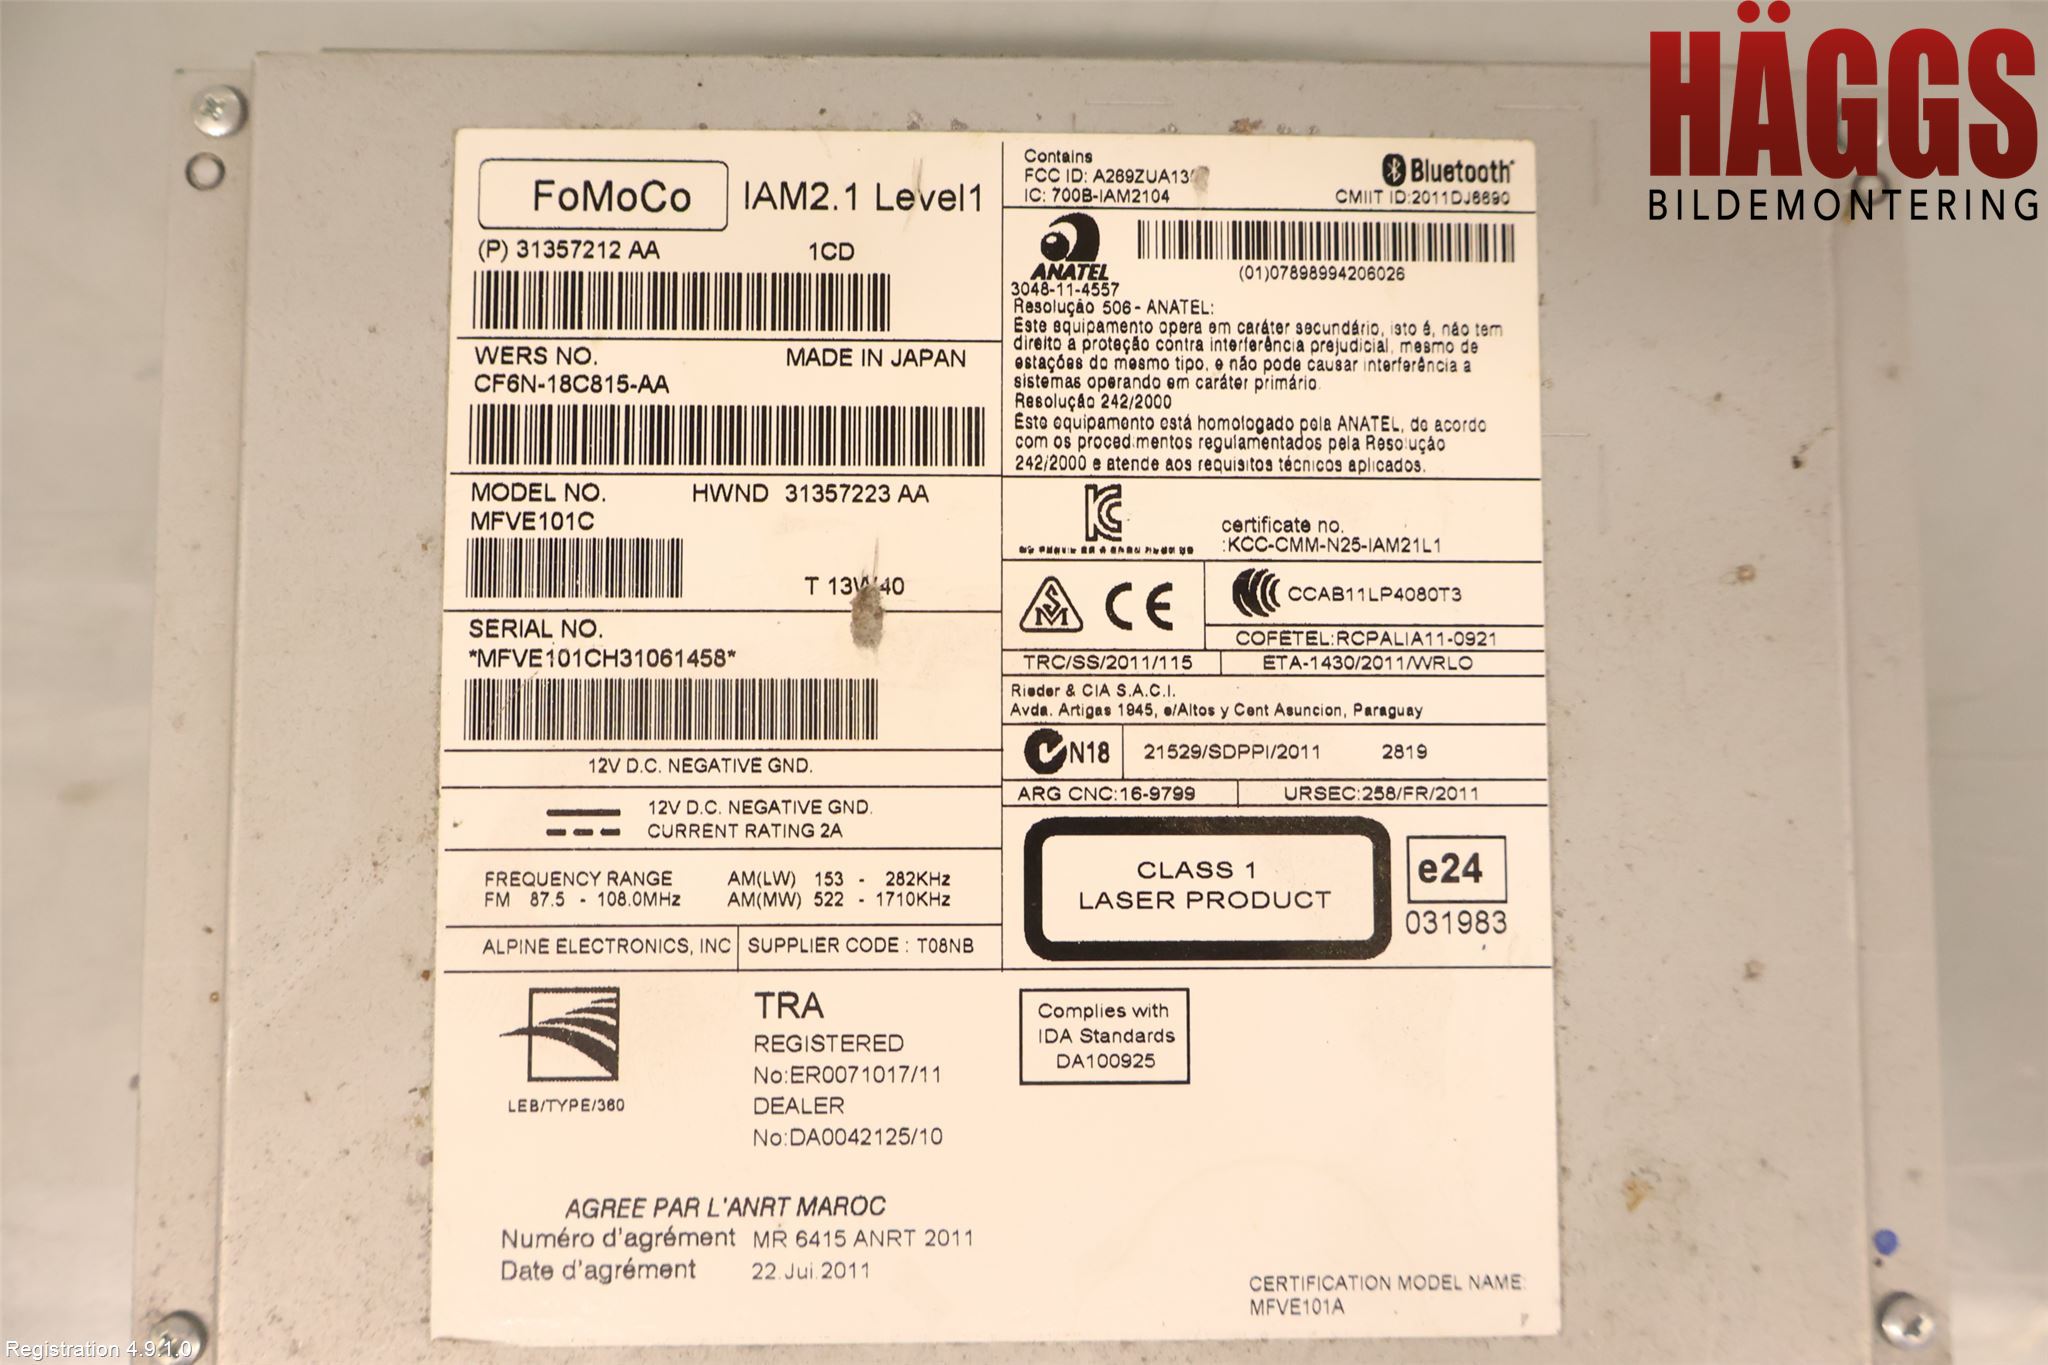 HÄGGS
BILDEMONTERING
FoMoCo IAM2.1 Level1
(P) 31357212 AA 1CD
WERS NO. MADE IN JAPAN
CF6N-18C815-AA
MODEL NO. HWND 31357223 AA
MFVE101C
T 13W40
SERIAL NO.
*MFVE101CH31061458*
12V D.C. NEGATIVE GND.
12V D.C. NEGATIVE GND.
CURRENT RATING 2A
FREQUENCY RANGE AM(LW) 153 - 282KHz
FM 87.5 - 108.0MHz AM(MW) 522 - 1710KHz
ALPINE ELECTRONICS, INC SUPPLIER CODE : T08NB
Contains
FCC ID:
IC: 700B-IAM2104
Bluetooth
CMIIT ID:2011DJ6690
ANATEL
(01)07898994206026
3048-11-4557
Resolução 506 - ANATEL:
Este equipamento opera em caráter secundário, isto é, não tem
direito a proteção contra interferência prejudicial, mesmo de
estações do mesmo tipo, e não pode causar interferência a
sistemas operando em caráter primário.
Resolução 242/2000
Este equipamento está homologado pela ANATEL, de acordo
com os procedimentos regulamentados pela Resolução
242/2000 e atende aos requisitos técnicos aplicados.
certificate no.
:KCC-CMM-N25-IAM21L1
SM CE CCAB11LP4080T3
COFETEL:RCPALIA11-0921
TRC/SS/2011/115 ETA-1430/2011/WRLO
Rieder & CIA S.A.C.I.
Avda. Artigas 1945, e/Altos y Cent Asuncion, Paraguay
N18 21529/SDPPI/2011 2819
ARG CNC:16-9799 URSEC:258/FR/2011
CLASS 1
LASER PRODUCT
e24
031983
LEB/TYPE/360
TRA
REGISTERED
No:ER0071017/11
DEALER
No:DA0042125/10
Complies with
IDA Standards
DA100925
AGREE PAR L'ANRT MAROC
Numéro d'agrément MR 6415 ANRT 2011
Date d'agrément 22.Jui.2011
CERTIFICATION MODEL NAME:
MFVE101A
Registration 4.9.1.0